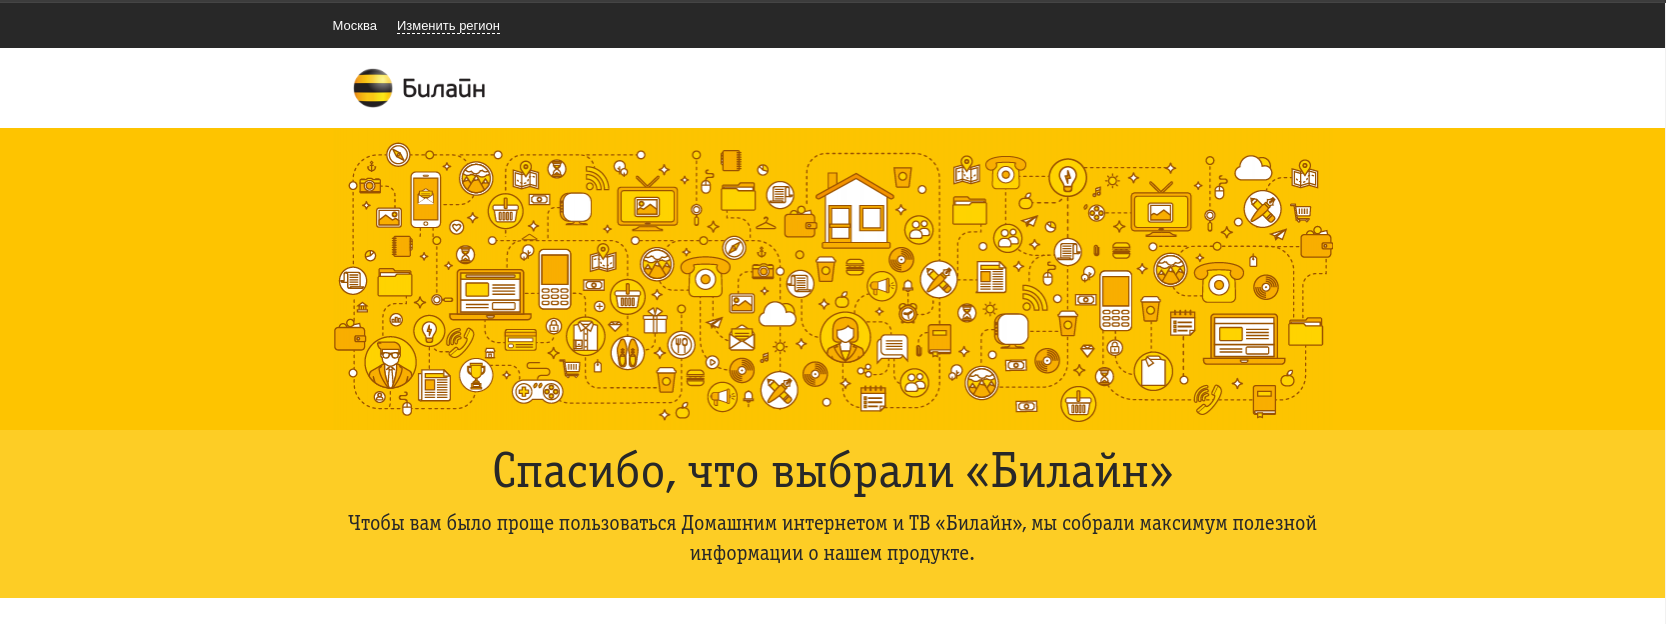 Москва Изменить регион
Билайн
Спасибо, что выбрали «Билайн»
Чтобы вам было проще пользоваться Домашним интернетом и ТВ «Билайн», мы собрали максимум полезной
информации о нашем продукте.